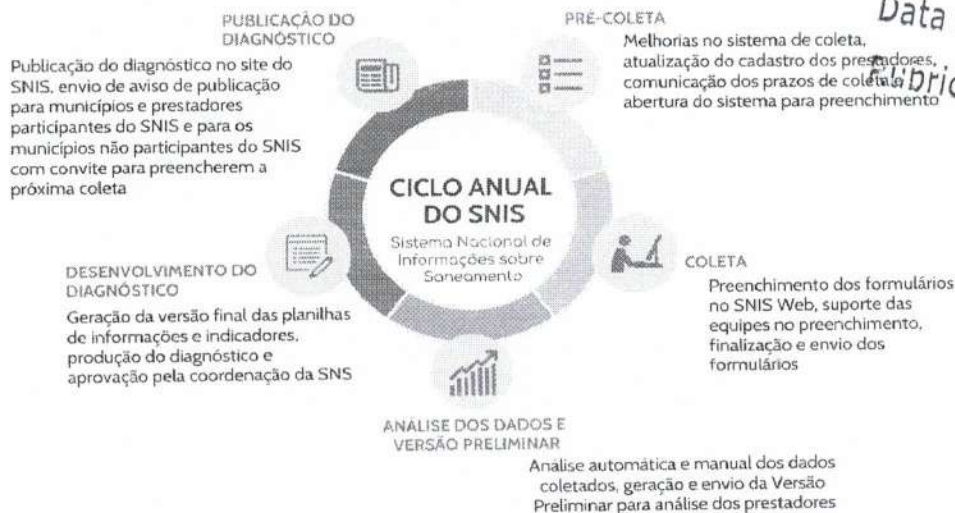 PUBLICAÇÃO DO
DIAGNÓSTICO
Publicação do diagnóstico no site do
SNIS, envio de aviso de publicação
para municípios e prestadores
participantes do SNIS e para os
municípios não participantes do SNIS
com convite para preencherem a
próxima coleta
PRÉ-COLETA
Melhorias no sistema de coleta,
atualização do cadastro dos prestadores,
comunicação dos prazos de coleta e
abertura do sistema para preenchimento
Data
CICLO ANUAL
DO SNIS
Sistema Nacional de
Informações sobre
Saneamento
COLETA
Preenchimento dos formulários
no SNIS Web, suporte das
equipes no preenchimento,
finalização e envio dos
formulários
DESENVOLVIMENTO DO
DIAGNÓSTICO
Geração da versão final das planilhas
de informações e indicadores,
produção do diagnóstico e
aprovação pela coordenação da SNS
ANÁLISE DOS DADOS E
VERSÃO PRELIMINAR
Análise automática e manual dos dados
coletados, geração e envio da Versão
Preliminar para análise dos prestadores